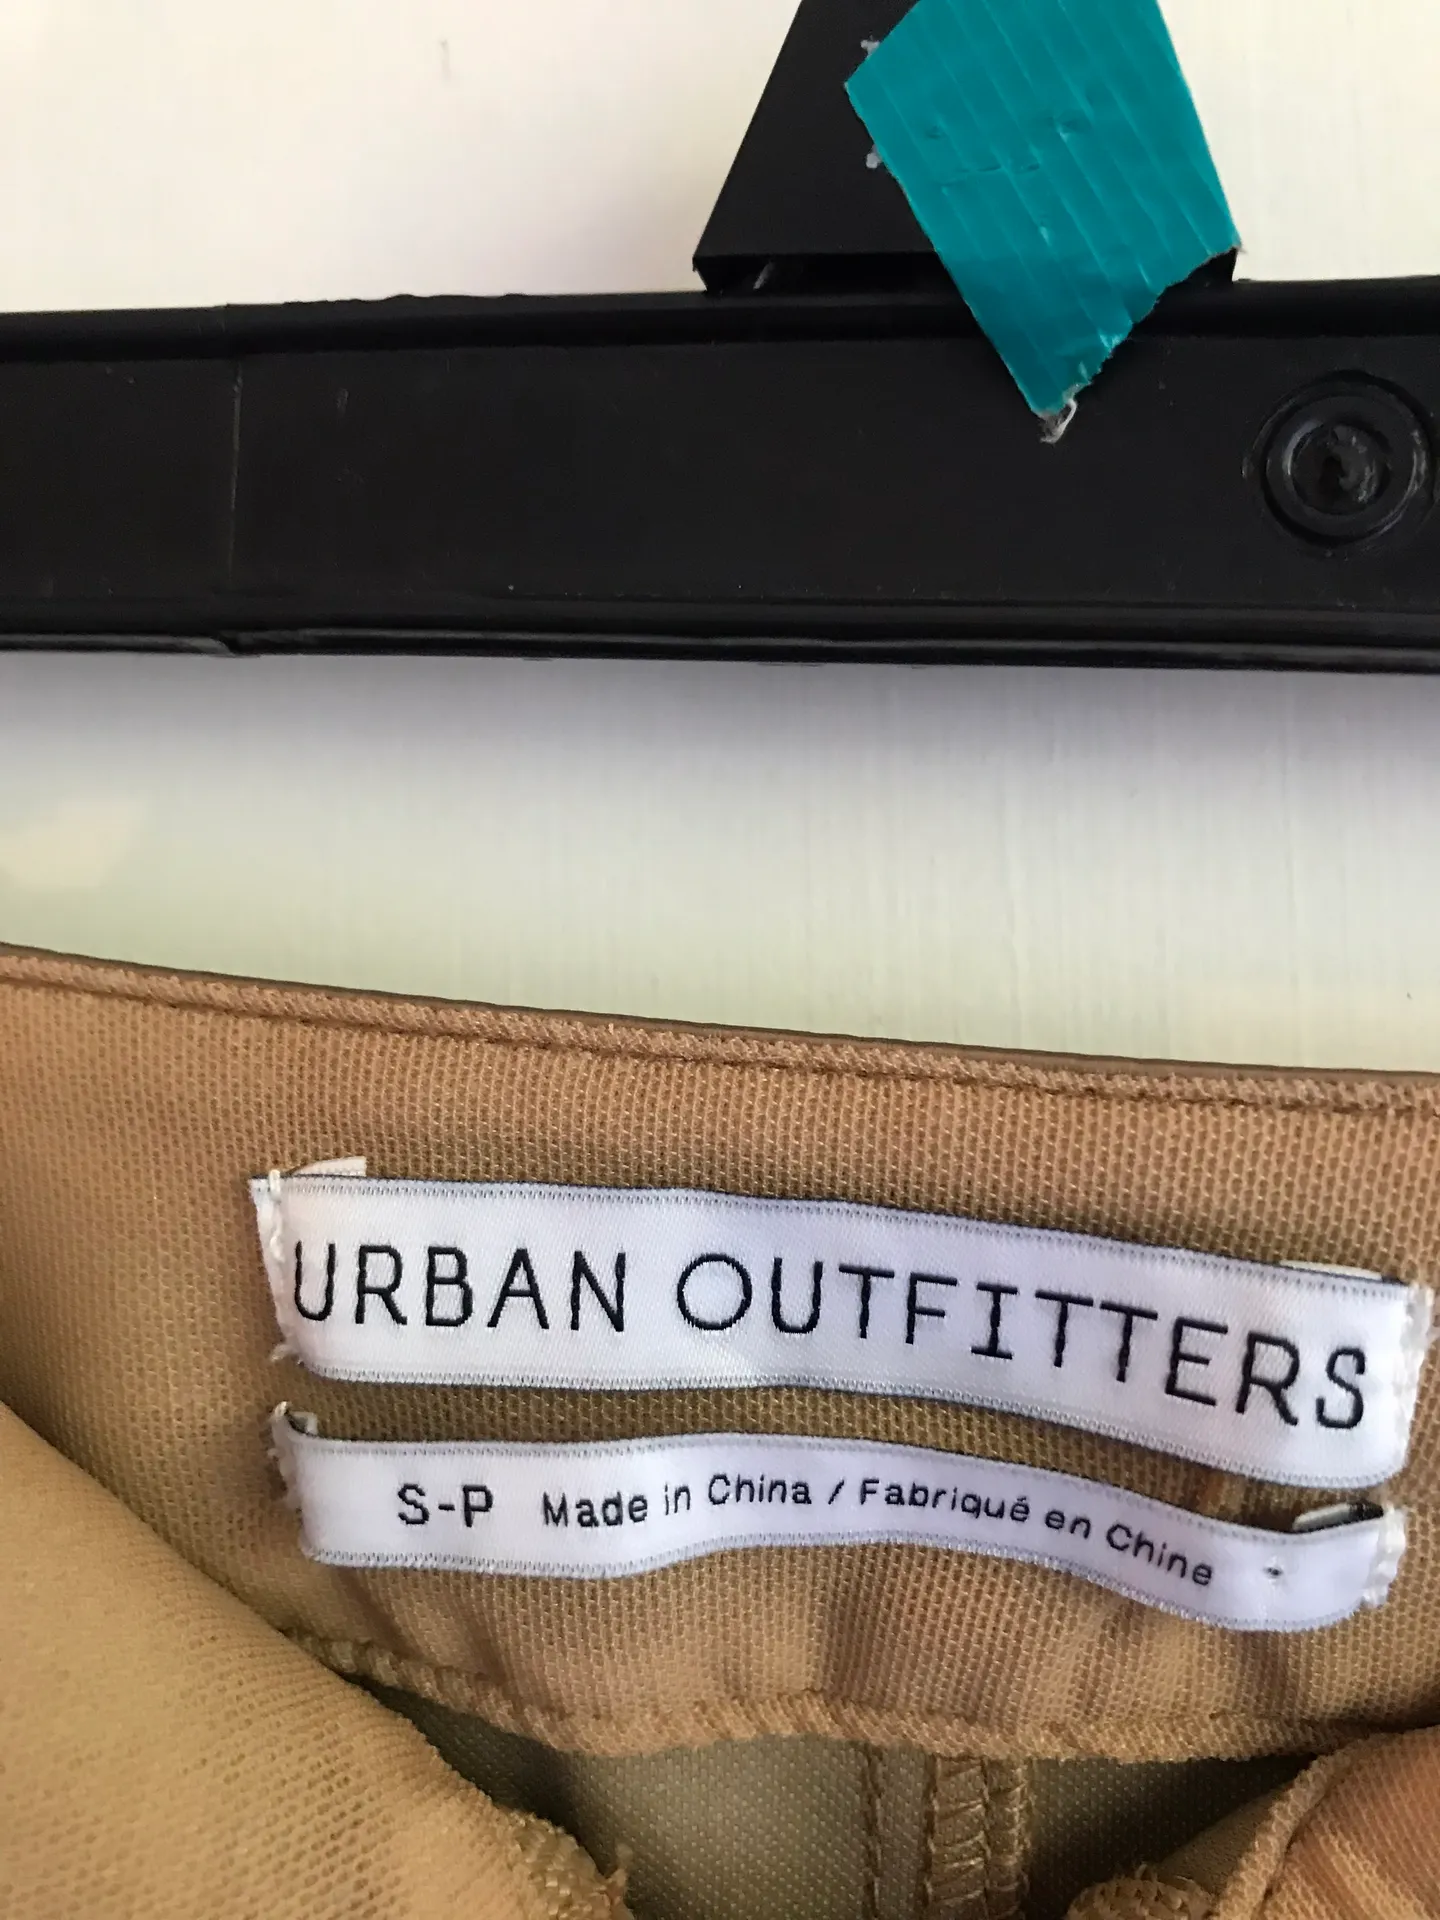 URBAN OUTFITTERS
S-P Made in China / Fabriqué en Chine